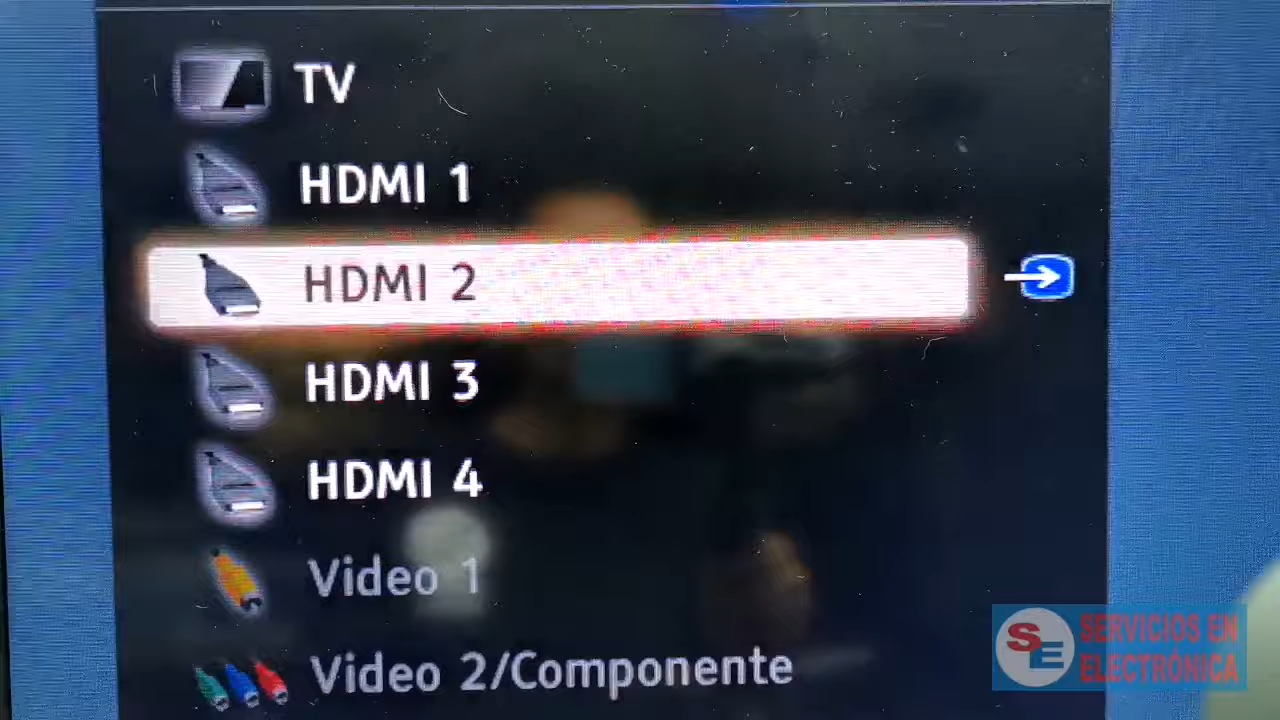 TV
HDMI 1
HDMI 2
HDMI 3
HDMI 4
Video 1
Video 2/Componente
SE
SERVICIOS EN
ELECTRÓNICA